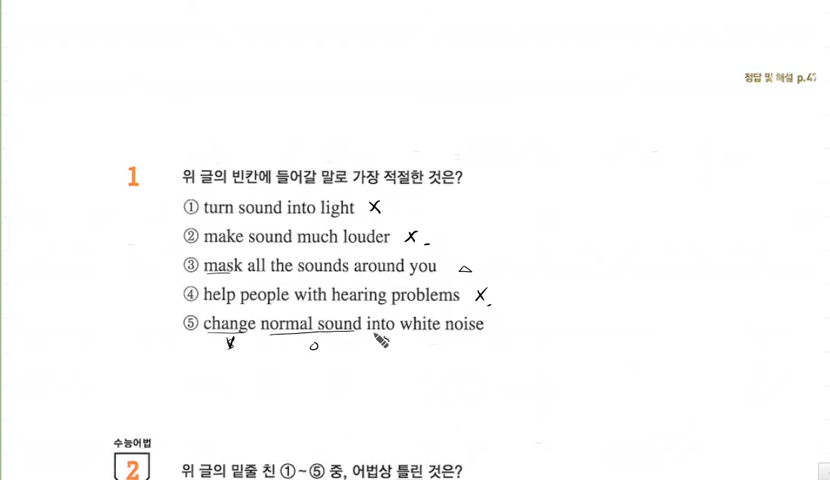 정답 및 해설 p.47
1 위 글의 빈칸에 들어갈 말로 가장 적절한 것은?
① turn sound into light X
② make sound much louder X
③ mask all the sounds around you △
④ help people with hearing problems X
⑤ change normal sound into white noise
V O
수능어법
2 위 글의 밑줄 친 ①~⑤ 중, 어법상 틀린 것은?